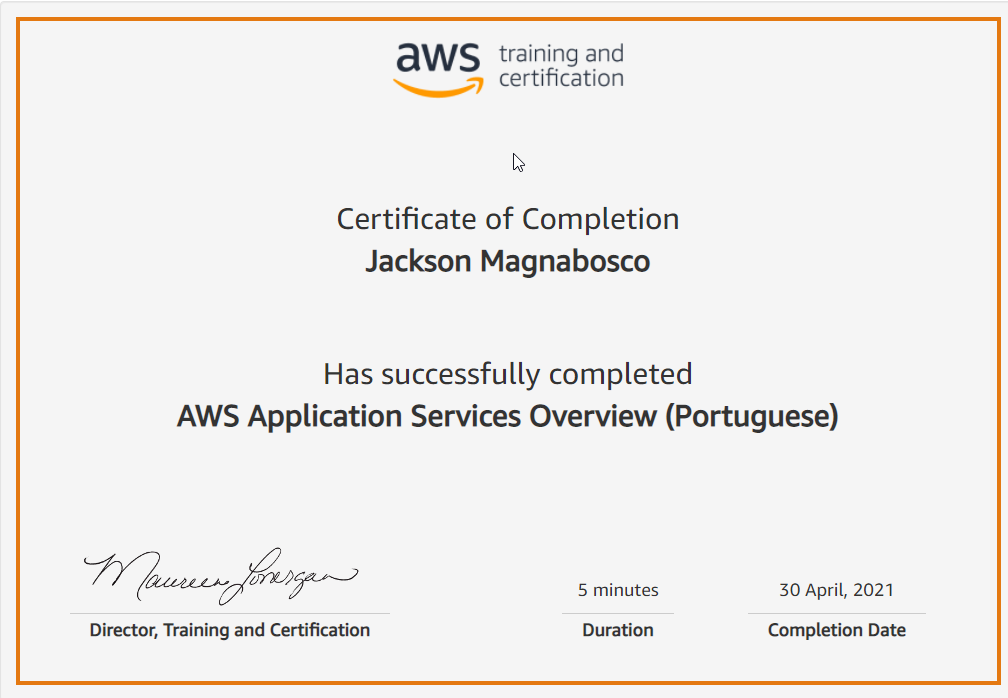 aws training and
certification
Certificate of Completion
Jackson Magnabosco
Has successfully completed
AWS Application Services Overview (Portuguese)
Maureen Lonergan
5 minutes
30 April, 2021
Director, Training and Certification
Duration
Completion Date